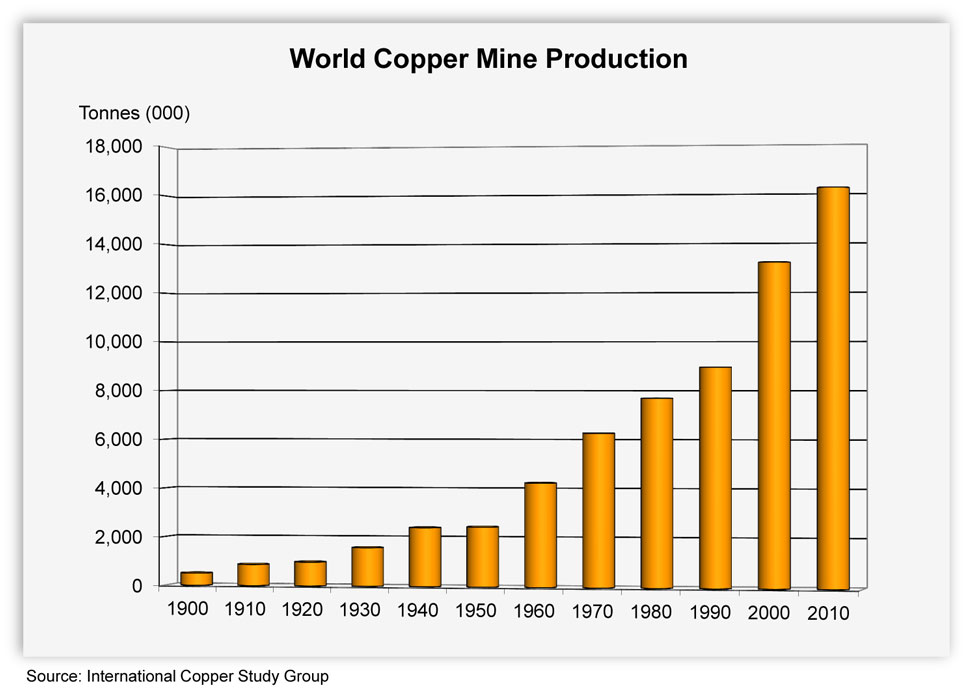 World Copper Mine Production
Tonnes (000)
18,000
16,000
14,000
12,000
10,000
8,000
6,000
4,000
2,000
0
1900 1910 1920 1930 1940 1950 1960 1970 1980 1990 2000 2010
Source: International Copper Study Group